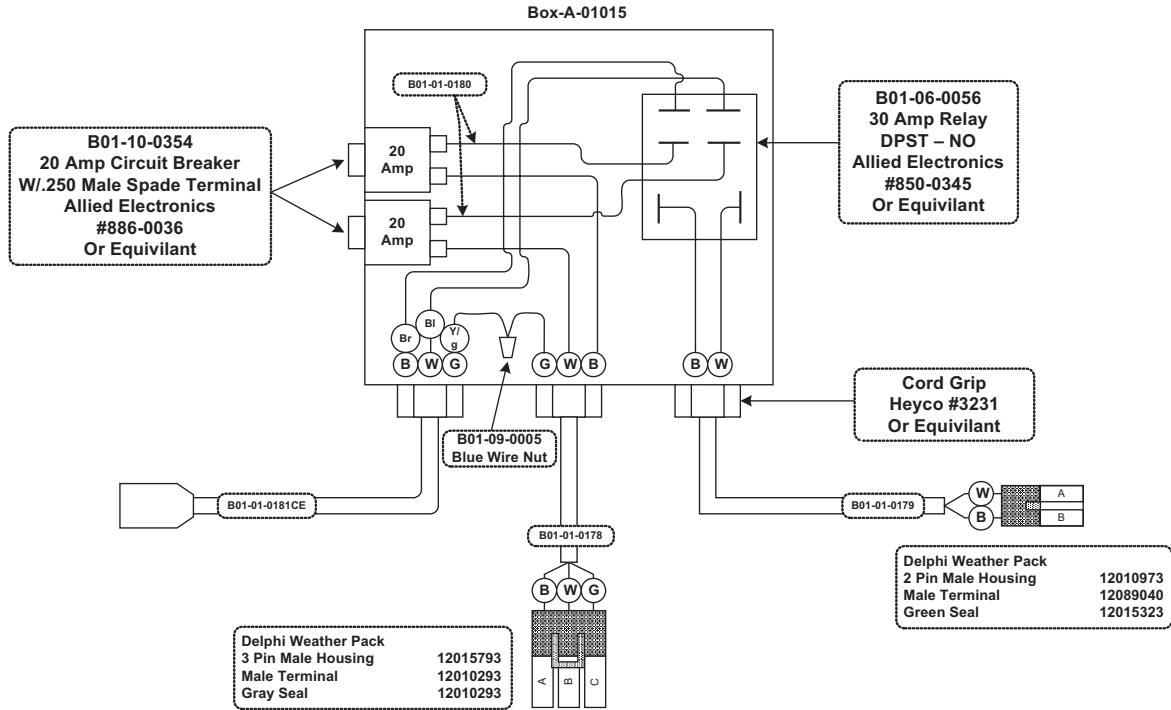 Box-A-01015
B01-01-0180
B01-10-0354
20 Amp Circuit Breaker
W/.250 Male Spade Terminal
Allied Electronics
#886-0036
Or Equivilant
20
Amp
20
Amp
B01-06-0056
30 Amp Relay
DPST – NO
Allied Electronics
#850-0345
Or Equivilant
Br
Bl
Y/
g
B W G
G W B
B W
Cord Grip
Heyco #3231
Or Equivilant
B01-09-0005
Blue Wire Nut
B01-01-0181CE
B01-01-0179
W
B
A
B
B01-01-0178
B W G
A B C
Delphi Weather Pack
2 Pin Male Housing 12010973
Male Terminal 12089040
Green Seal 12015323
Delphi Weather Pack
3 Pin Male Housing 12015793
Male Terminal 12010293
Gray Seal 12010293